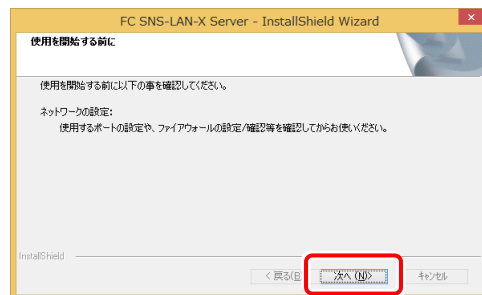 FC SNS-LAN-X Server - InstallShield Wizard
使用を開始する前に
使用を開始する前に以下の事を確認してください。
ネットワークの設定:
使用するポートの設定や、ファイアウォールの設定/確認等を確認してからお使いください。
InstallShield
< 戻る(B 次へ (N)> キャンセル